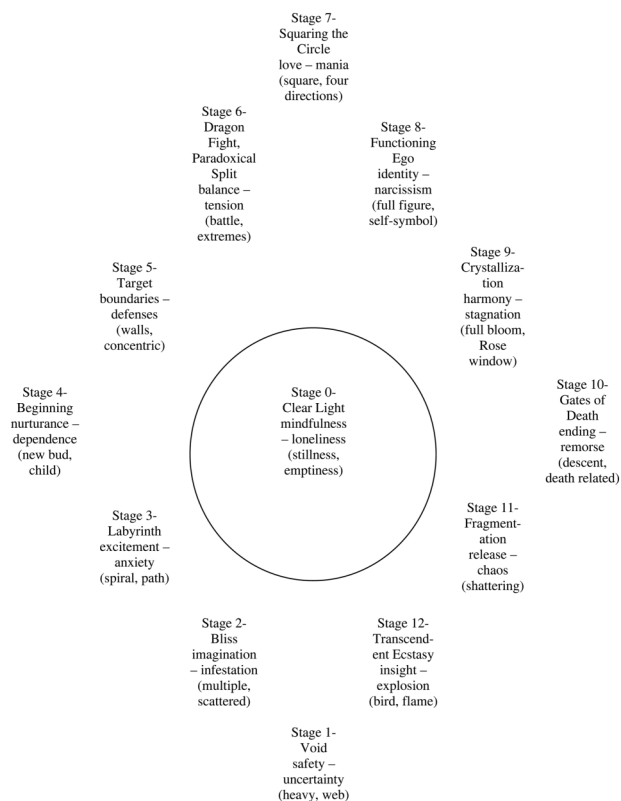 Stage 7-
Squaring the
Circle
love – mania
(square, four
directions)
Stage 6-
Dragon
Fight,
Paradoxical
Split
balance –
tension
(battle,
extremes)
Stage 8-
Functioning
Ego
identity –
narcissism
(full figure,
self-symbol)
Stage 5-
Target
boundaries –
defenses
(walls,
concentric)
Stage 9-
Crystalliza-
tion
harmony –
stagnation
(full bloom,
Rose
window)
Stage 4-
Beginning
nurturance –
dependence
(new bud,
child)
Stage 0-
Clear Light
mindfulness
– loneliness
(stillness,
emptiness)
Stage 10-
Gates of
Death
ending –
remorse
(descent,
death related)
Stage 3-
Labyrinth
excitement –
anxiety
(spiral, path)
Stage 11-
Fragment-
ation
release –
chaos
(shattering)
Stage 2-
Bliss
imagination
– infestation
(multiple,
scattered)
Stage 12-
Transcend-
ent Ecstasy
insight –
explosion
(bird, flame)
Stage 1-
Void
safety –
uncertainty
(heavy, web)